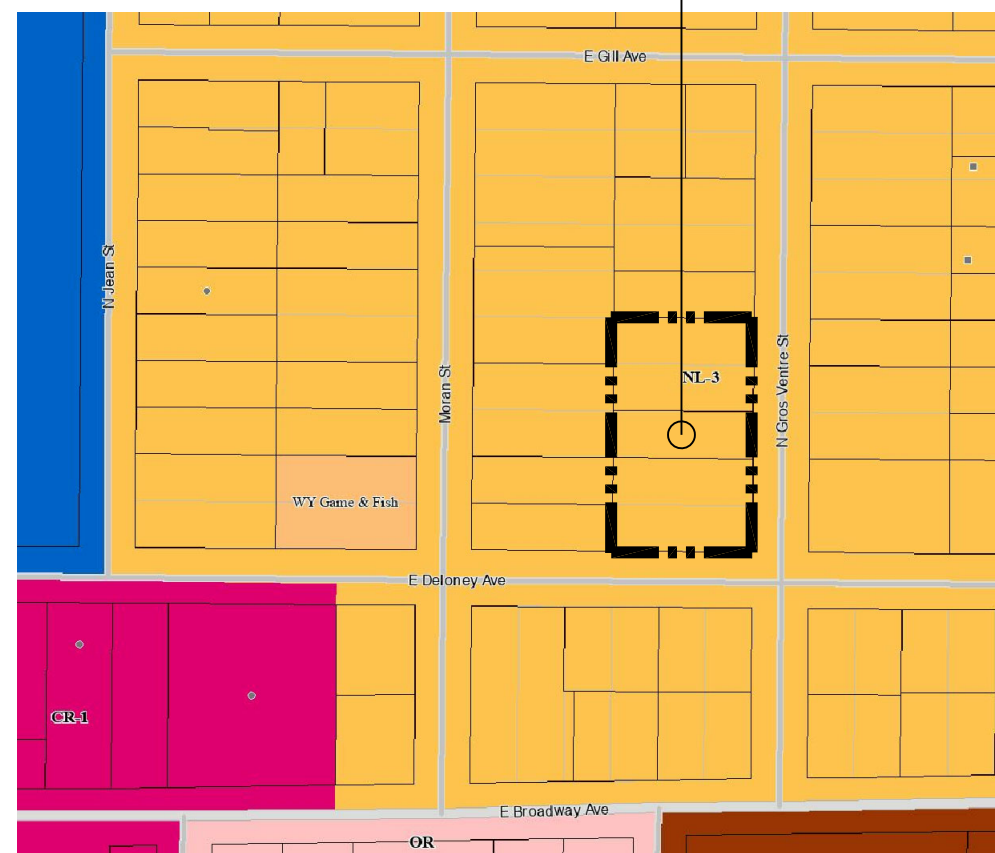 E Gill Ave
N Jean St
Moran St
N Gros Ventre St
NL-3
WY Game & Fish
E Deloney Ave
CR-1
E Broadway Ave
OR